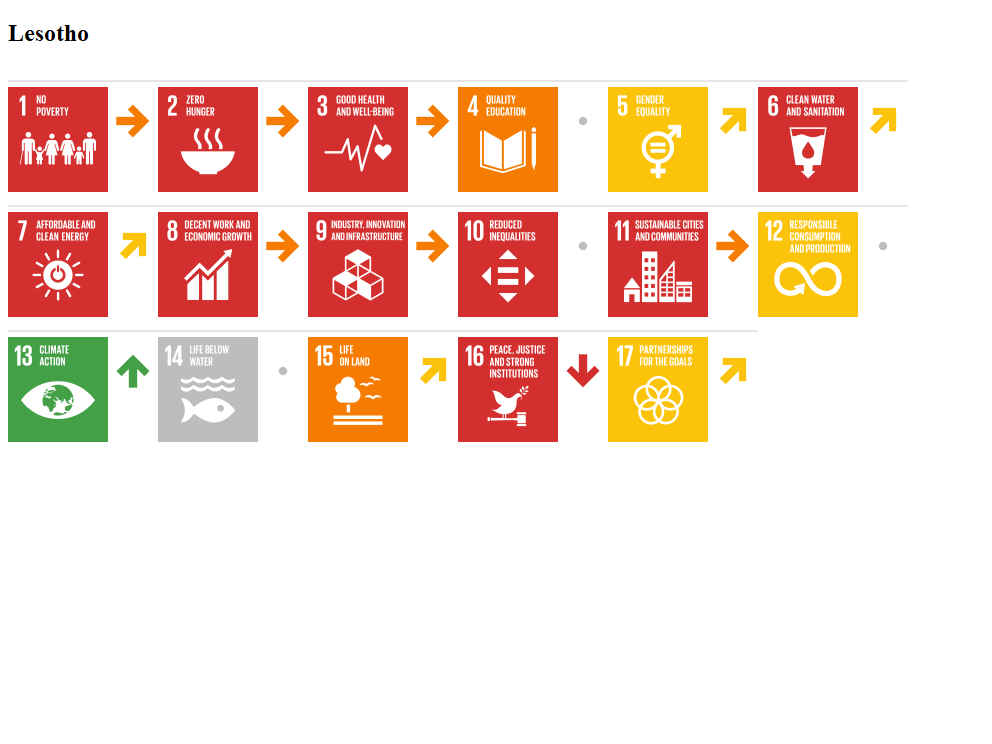 Lesotho
1 NO
POVERTY
2 ZERO
HUNGER
3 GOOD HEALTH
AND WELL-BEING
4 QUALITY
EDUCATION
5 GENDER
EQUALITY
6 CLEAN WATER
AND SANITATION
7 AFFORDABLE AND
CLEAN ENERGY
8 DECENT WORK AND
ECONOMIC GROWTH
9 INDUSTRY, INNOVATION
AND INFRASTRUCTURE
10 REDUCED
INEQUALITIES
11 SUSTAINABLE CITIES
AND COMMUNITIES
12 RESPONSIBLE
CONSUMPTION
AND PRODUCTION
13 CLIMATE
ACTION
14 LIFE BELOW
WATER
15 LIFE
ON LAND
16 PEACE, JUSTICE
AND STRONG
INSTITUTIONS
17 PARTNERSHIPS
FOR THE GOALS